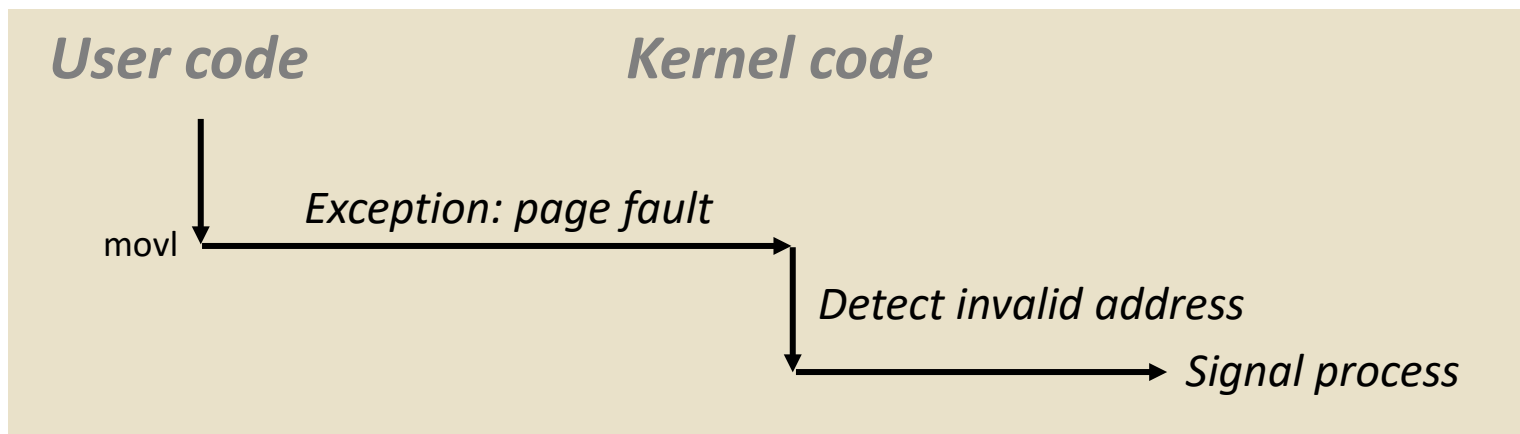 User code
Kernel code
Exception: page fault
movl
Detect invalid address
Signal process